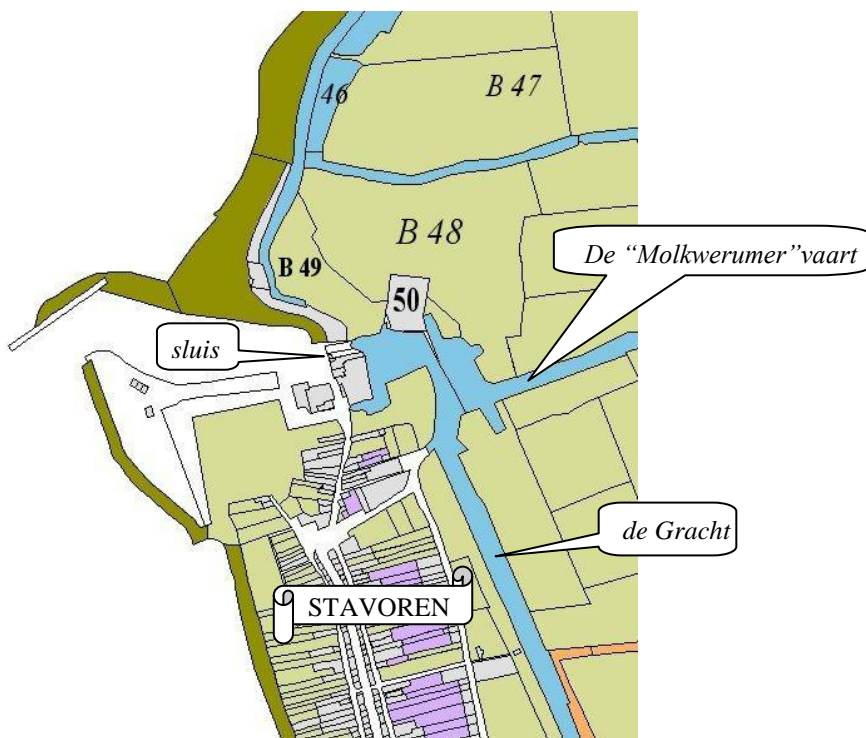 46
B 47
B 48
De “Molkwerumer”vaart
B 49
50
sluis
de Gracht
STAVOREN